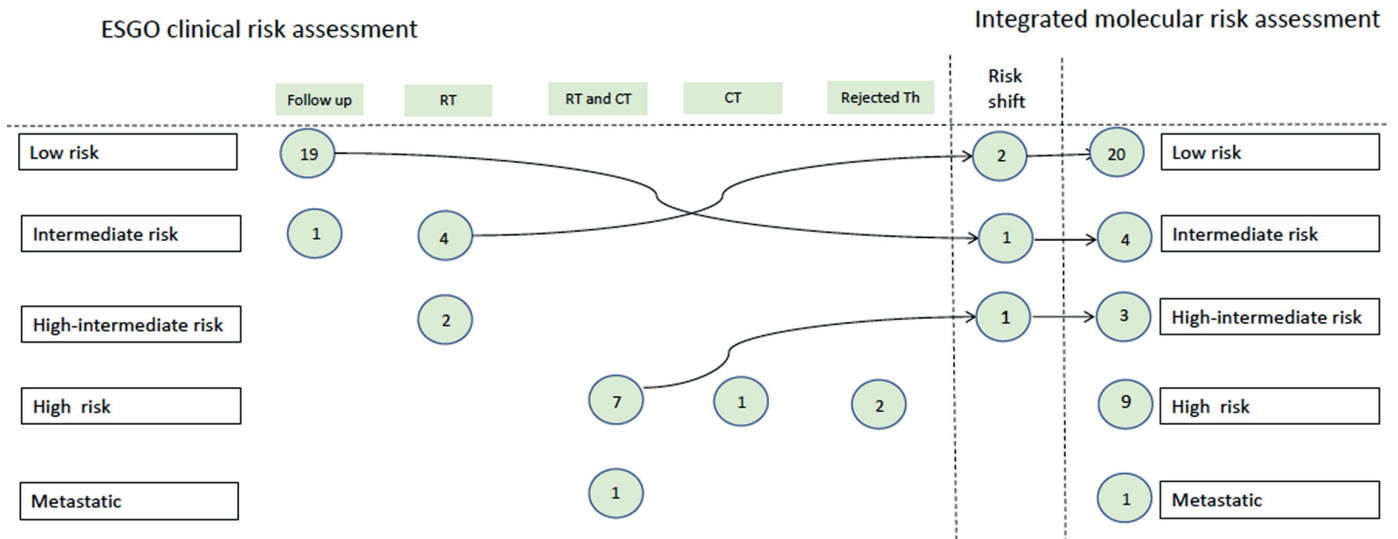 ESGO clinical risk assessment
Integrated molecular risk assessment
Follow up
RT
RT and CT
CT
Rejected Th
Risk
shift
Low risk
19
2
20
Low risk
Intermediate risk
1
4
1
4
Intermediate risk
High-intermediate risk
2
1
3
High-intermediate risk
High risk
7
1
2
9
High risk
Metastatic
1
1
Metastatic